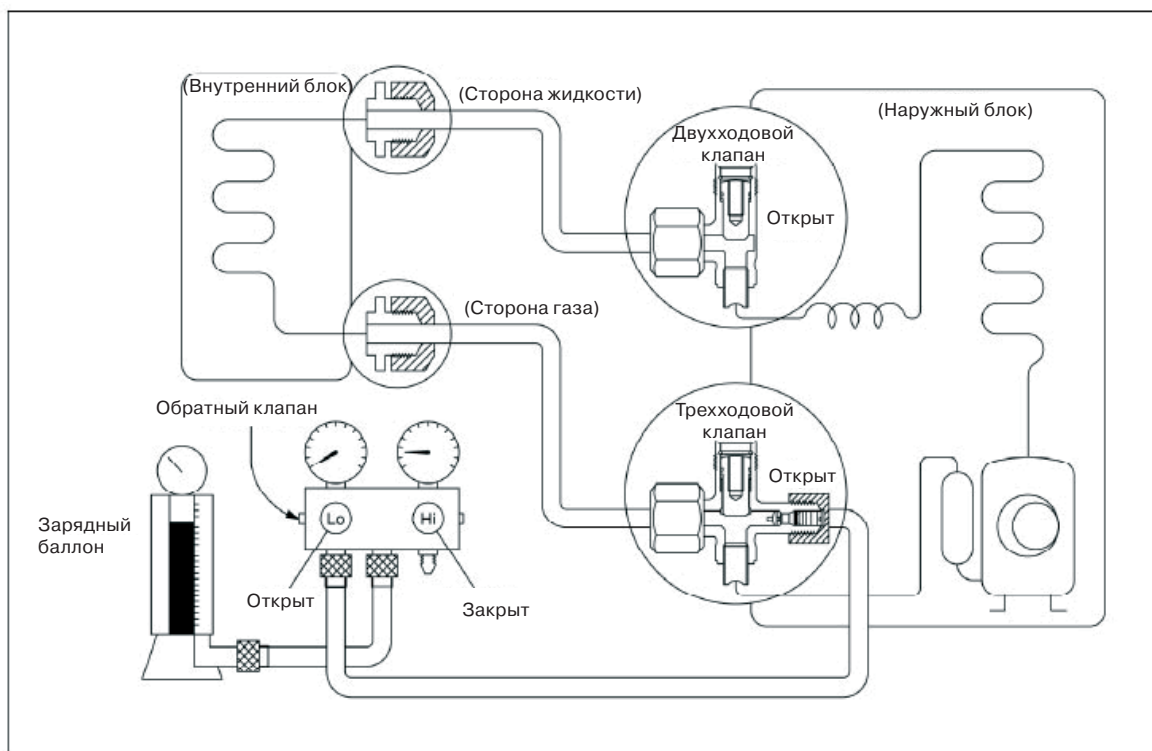 (Внутренний блок)
(Сторона жидкости)
(Наружный блок)
Двухходовой
клапан
Открыт
(Сторона газа)
Обратный клапан
Трехходовой
клапан
Открыт
Зарядный
баллон
Lo
Hi
Открыт
Закрыт